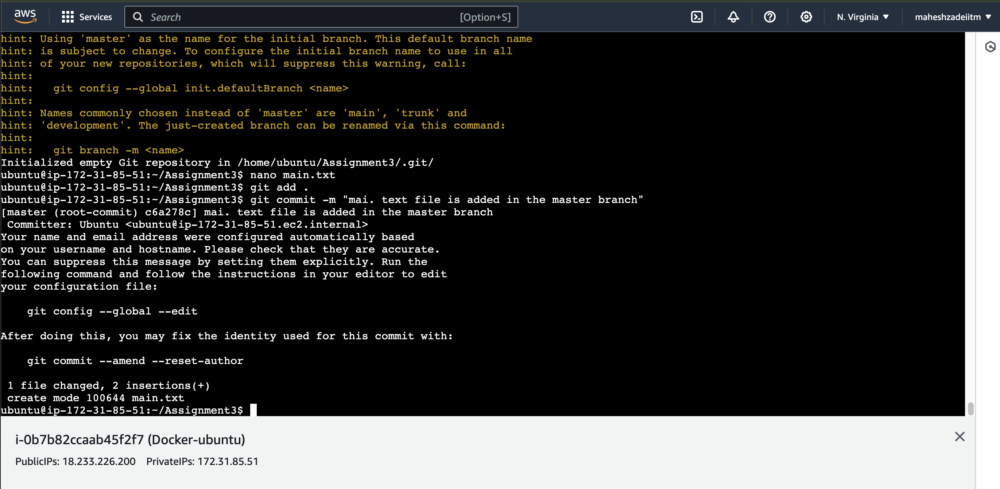 aws Services Search [Option+S] N. Virginia ▼ maheshzadeiitm ▼
hint: Using 'master' as the name for the initial branch. This default branch name
hint: is subject to change. To configure the initial branch name to use in all
hint: of your new repositories, which will suppress this warning, call:
hint:
hint:   git config --global init.defaultBranch <name>
hint:
hint: Names commonly chosen instead of 'master' are 'main', 'trunk' and
hint: 'development'. The just-created branch can be renamed via this command:
hint:
hint:   git branch -m <name>
Initialized empty Git repository in /home/ubuntu/Assignment3/.git/
ubuntu@ip-172-31-85-51:~/Assignment3$ nano main.txt
ubuntu@ip-172-31-85-51:~/Assignment3$ git add .
ubuntu@ip-172-31-85-51:~/Assignment3$ git commit -m "mai. text file is added in the master branch"
[master (root-commit) c6a278c] mai. text file is added in the master branch
 Committer: Ubuntu <ubuntu@ip-172-31-85-51.ec2.internal>
Your name and email address were configured automatically based
on your username and hostname. Please check that they are accurate.
You can suppress this message by setting them explicitly. Run the
following command and follow the instructions in your editor to edit
your configuration file:
    git config --global --edit
After doing this, you may fix the identity used for this commit with:
    git commit --amend --reset-author
 1 file changed, 2 insertions(+)
 create mode 100644 main.txt
ubuntu@ip-172-31-85-51:~/Assignment3$
i-0b7b82ccaab45f2f7 (Docker-ubuntu)
PublicIPs: 18.233.226.200 PrivateIPs: 172.31.85.51